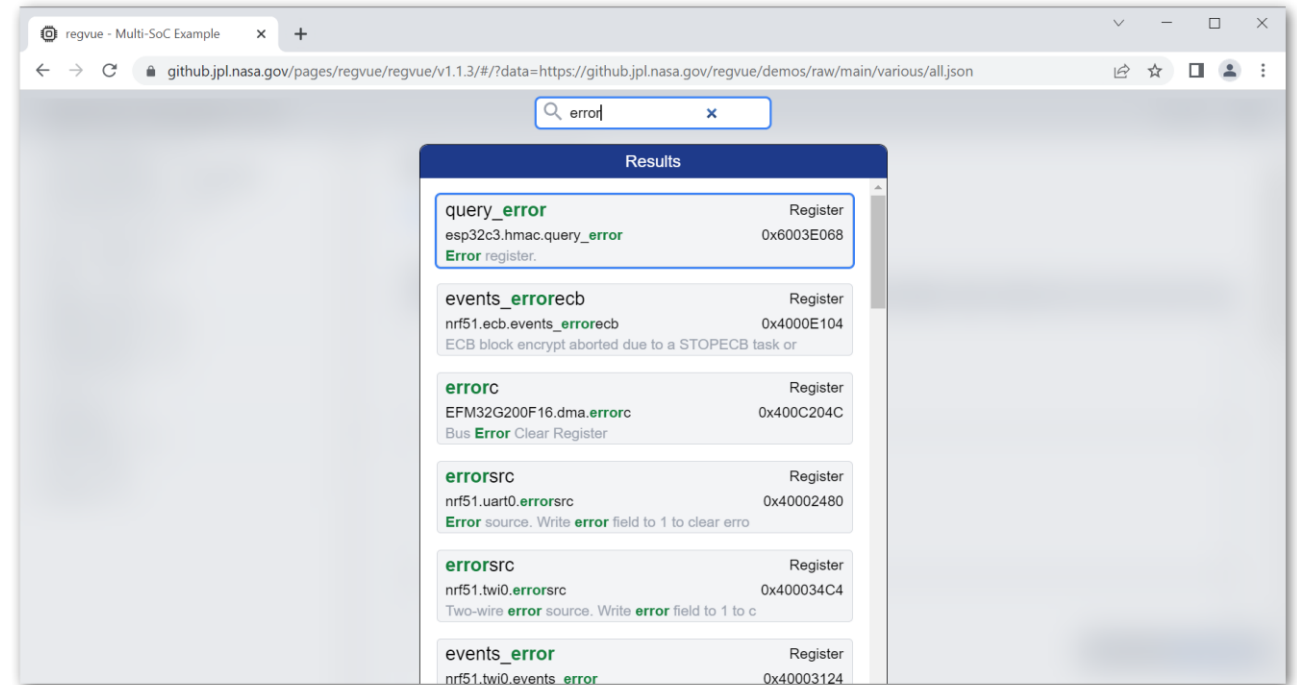 regvue - Multi-SoC Example
github.jpl.nasa.gov/pages/regvue/regvue/v1.1.3/#/?data=https://github.jpl.nasa.gov/regvue/demos/raw/main/various/all.json
error
Results
query_error Register
esp32c3.hmac.query_error 0x6003E068
Error register.
events_errorecb Register
nrf51.ecb.events_errorecb 0x4000E104
ECB block encrypt aborted due to a STOPECB task or
errorc Register
EFM32G200F16.dma.errorc 0x400C204C
Bus Error Clear Register
errorsrc Register
nrf51.uart0.errorsrc 0x40002480
Error source. Write error field to 1 to clear erro
errorsrc Register
nrf51.twi0.errorsrc 0x400034C4
Two-wire error source. Write error field to 1 to c
events_error Register
nrf51.twi0.events_error 0x40003124